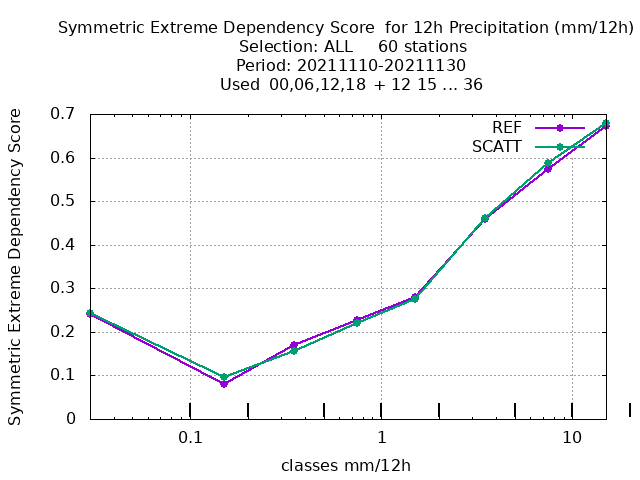 Symmetric Extreme Dependency Score  for 12h Precipitation (mm/12h)
Selection: ALL     60 stations
Period: 20211110-20211130
Used  00,06,12,18  + 12 15 ... 36
REF
SCATT
Symmetric Extreme Dependency Score
0.7
0.6
0.5
0.4
0.3
0.2
0.1
0
0.1 1 10
classes mm/12h